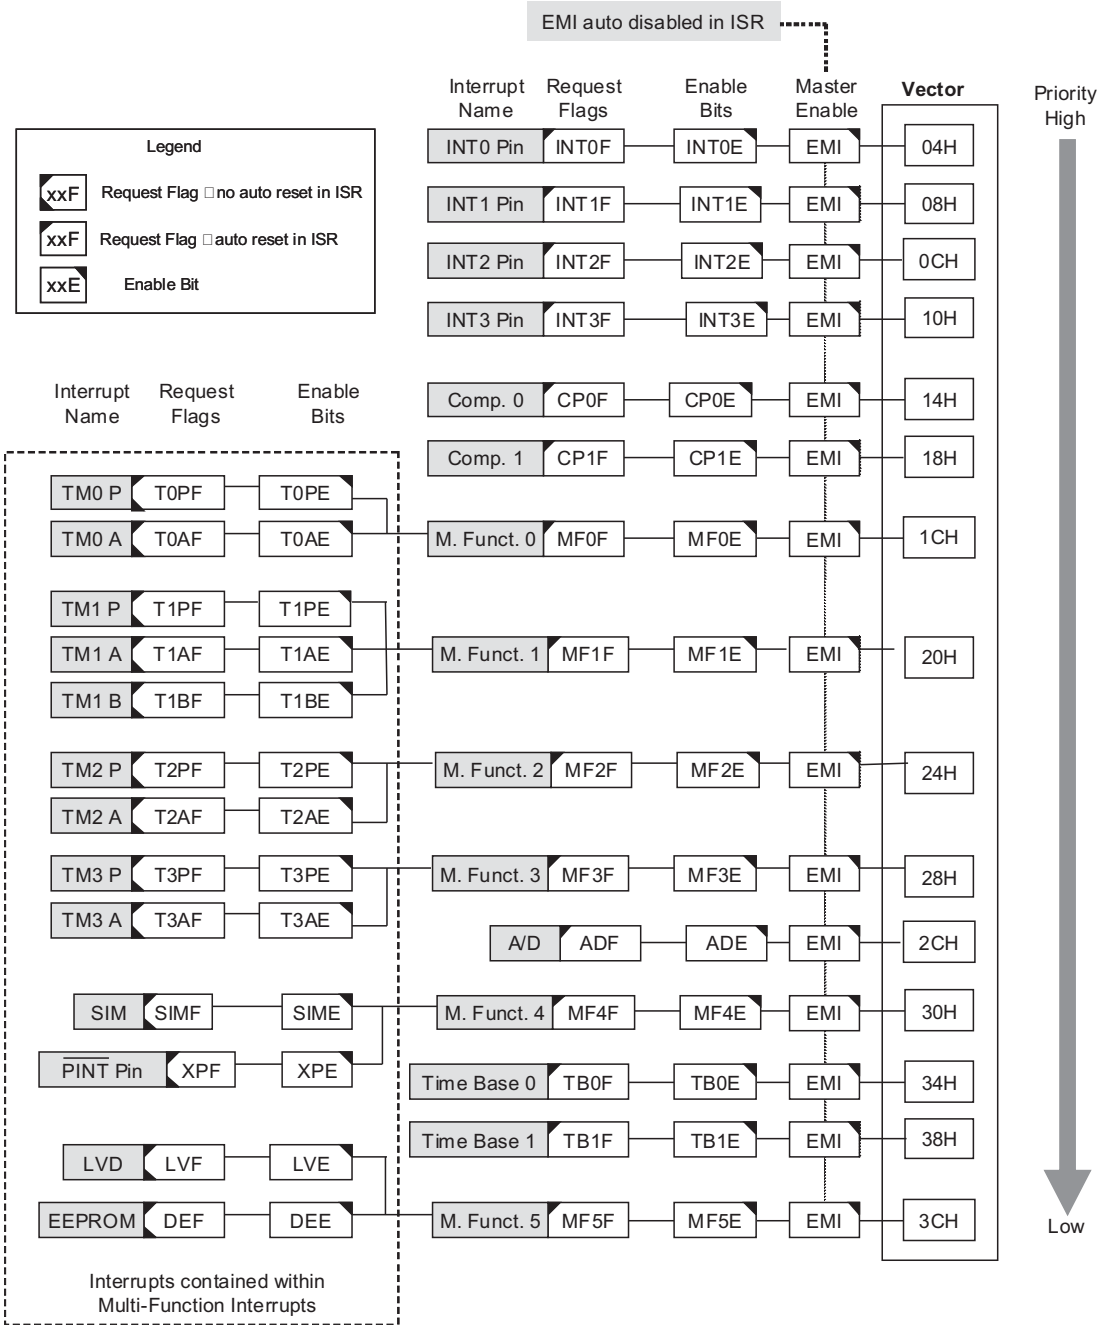 EMI auto disabled in ISR
Interrupt Name Request Flags Enable Bits Master Enable Vector Priority High
Legend
xxF Request Flag □ no auto reset in ISR
xxF Request Flag □ auto reset in ISR
xxE Enable Bit
INT0 Pin INT0F INT0E EMI 04H
INT1 Pin INT1F INT1E EMI 08H
INT2 Pin INT2F INT2E EMI 0CH
INT3 Pin INT3F INT3E EMI 10H
Interrupt Name Request Flags Enable Bits
Comp. 0 CP0F CP0E EMI 14H
Comp. 1 CP1F CP1E EMI 18H
TM0 P T0PF T0PE
TM0 A T0AF T0AE M. Funct. 0 MF0F MF0E EMI 1CH
TM1 P T1PF T1PE
TM1 A T1AF T1AE M. Funct. 1 MF1F MF1E EMI 20H
TM1 B T1BF T1BE
TM2 P T2PF T2PE M. Funct. 2 MF2F MF2E EMI 24H
TM2 A T2AF T2AE
TM3 P T3PF T3PE M. Funct. 3 MF3F MF3E EMI 28H
TM3 A T3AF T3AE
A/D ADF ADE EMI 2CH
SIM SIMF SIME M. Funct. 4 MF4F MF4E EMI 30H
PINT Pin XPF XPE
Time Base 0 TB0F TB0E EMI 34H
Time Base 1 TB1F TB1E EMI 38H
LVD LVF LVE
EEPROM DEF DEE M. Funct. 5 MF5F MF5E EMI 3CH
Low
Interrupts contained within
Multi-Function Interrupts